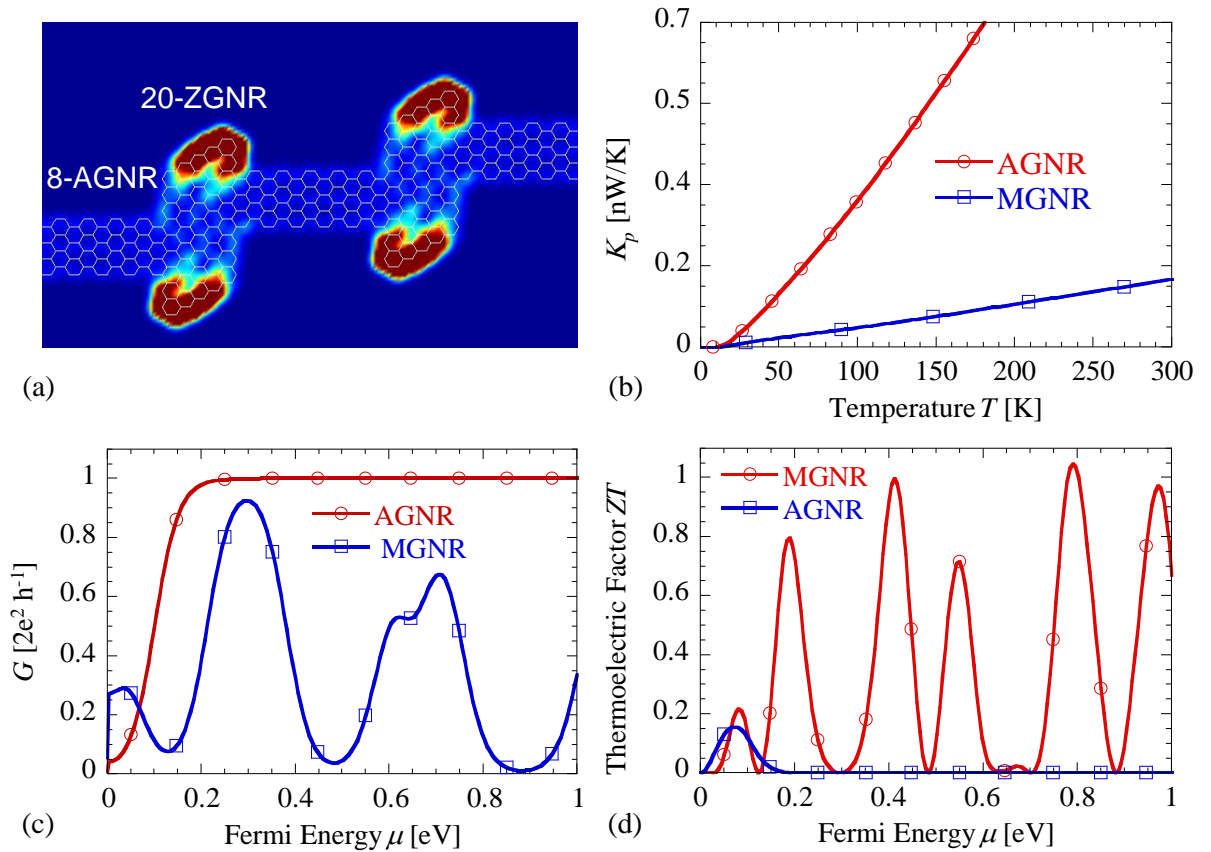 20-ZGNR
8-AGNR
(a)
0.7
0.5
0.4
0.2
0
K_p [nW/K]
AGNR
MGNR
0 50 100 150 200 250 300
Temperature T [K]
(b)
1
0.8
0.6
0.4
0.2
0
G [2e² h⁻¹]
AGNR
MGNR
0 0.2 0.4 0.6 0.8 1
Fermi Energy μ [eV]
(c)
1
0.8
0.6
0.4
0.2
0
Thermoelectric Factor ZT
MGNR
AGNR
0 0.2 0.4 0.6 0.8 1
Fermi Energy μ [eV]
(d)